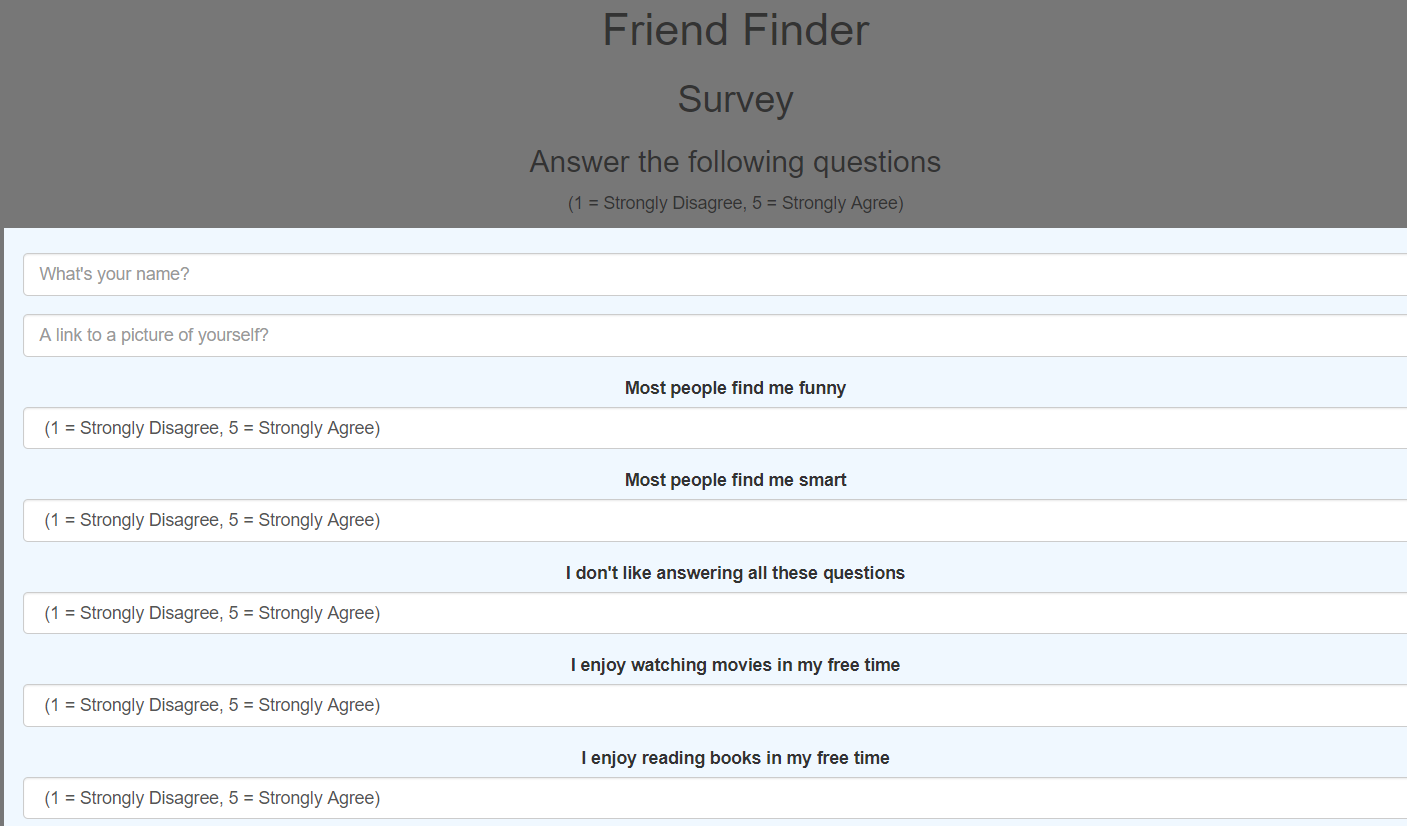 Friend Finder
Survey
Answer the following questions
(1 = Strongly Disagree, 5 = Strongly Agree)
What's your name?
A link to a picture of yourself?
Most people find me funny
(1 = Strongly Disagree, 5 = Strongly Agree)
Most people find me smart
(1 = Strongly Disagree, 5 = Strongly Agree)
I don't like answering all these questions
(1 = Strongly Disagree, 5 = Strongly Agree)
I enjoy watching movies in my free time
(1 = Strongly Disagree, 5 = Strongly Agree)
I enjoy reading books in my free time
(1 = Strongly Disagree, 5 = Strongly Agree)